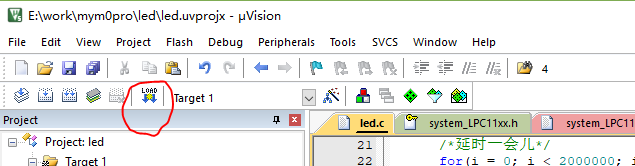 E:\work\mym0pro\led\led.uvprojx - µVision
File Edit View Project Flash Debug Peripherals Tools SVCS Window Help
4
LOAD Target 1
Project
led.c system_LPC11xx.h system_LPC11xx
Project: led
Target 1
21 /*延时一会儿*/
22 for(i = 0; i < 2000000;